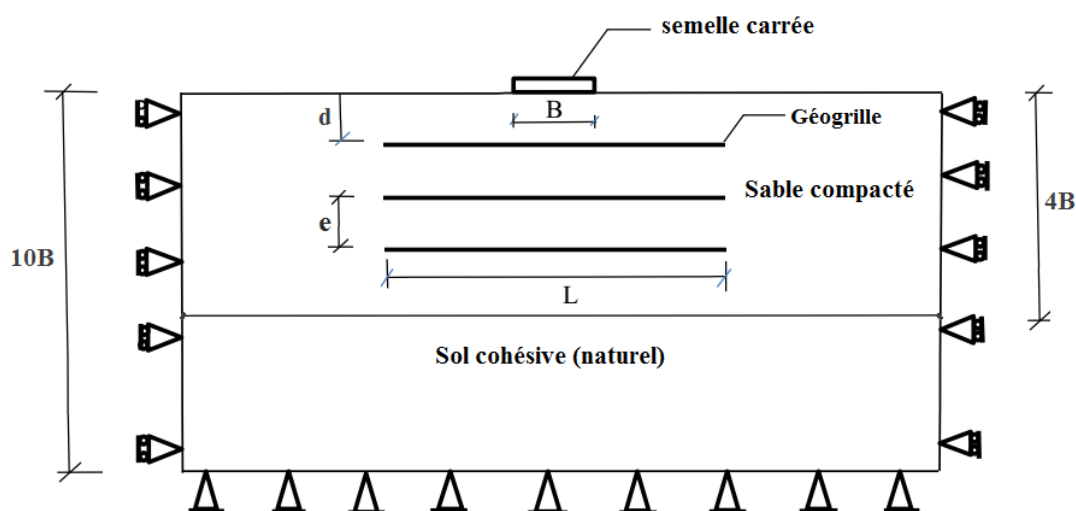 semelle carrée
d
B
Géogrille
Sable compacté
4B
e
10B
L
Sol cohésive (naturel)